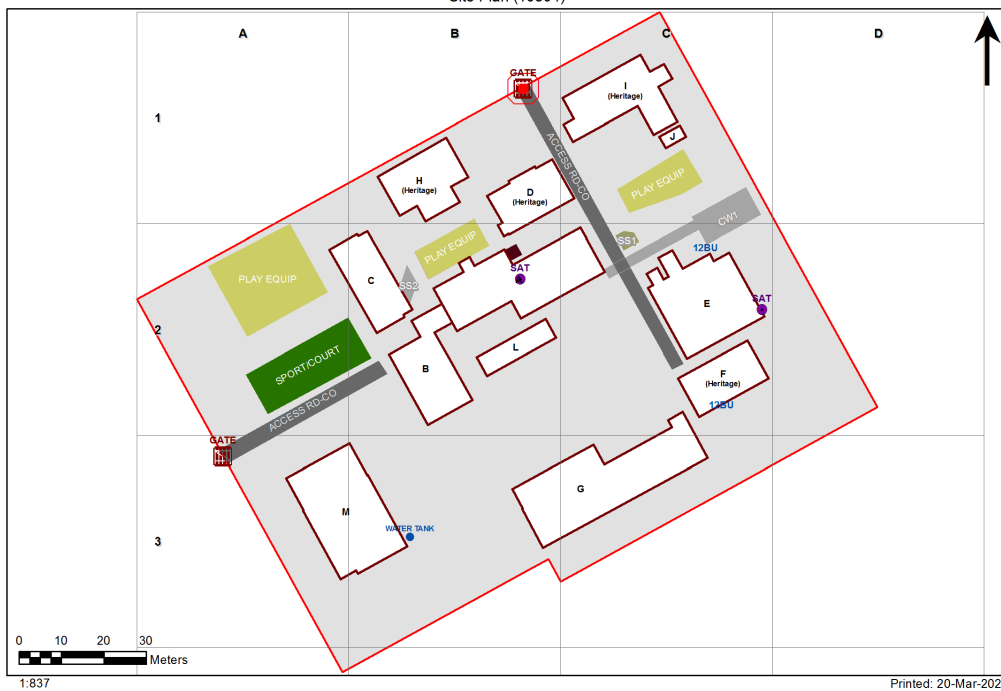 A
B
C
D
GATE
I
(Heritage)
1
ACCESS RD-CO
J
H
(Heritage)
D
(Heritage)
PLAY EQUIP
CW1
PLAY EQUIP
SS1
12BU
PLAY EQUIP
C
SS2
SAT
A
SAT
E
2
L
SPORT/COURT
B
F
(Heritage)
12BU
ACCESS RD-CO
GATE
G
M
WATER TANK
3
0 10 20 30
Meters
1:837
Printed: 20-Mar-202